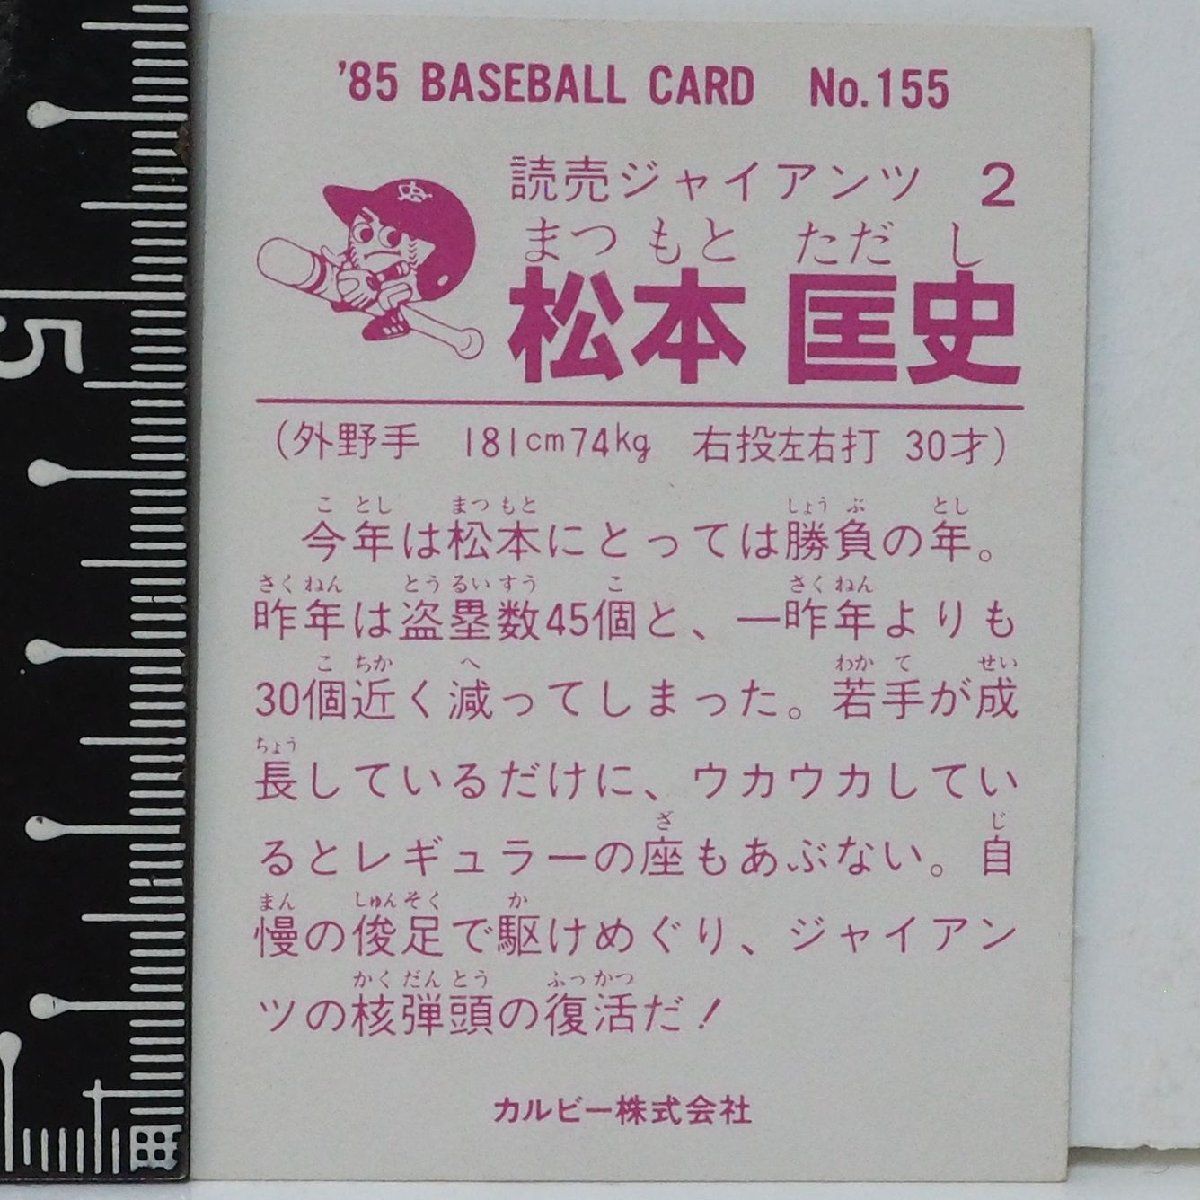 '85 BASEBALL CARD No.155
読売ジャイアンツ 2
まつもと ただし
松本 匡史
(外野手 181cm74kg 右投左右打 30才)
ことし まつもと しょうぶ とし
今年は松本にとっては勝負の年。
さくねん とうるいすう こ さくねん
昨年は盗塁数45個と、一昨年よりも
こ ちか へ わかて せい
30個近く減ってしまった。若手が成
ちょう
長しているだけに、ウカウカしてい
ざ じ
るとレギュラーの座もあぶない。自
まん しゅんそく か
慢の俊足で駆けめぐり、ジャイアン
かくだんとう ふっかつ
ツの核弾頭の復活だ!
カルビー株式会社
5